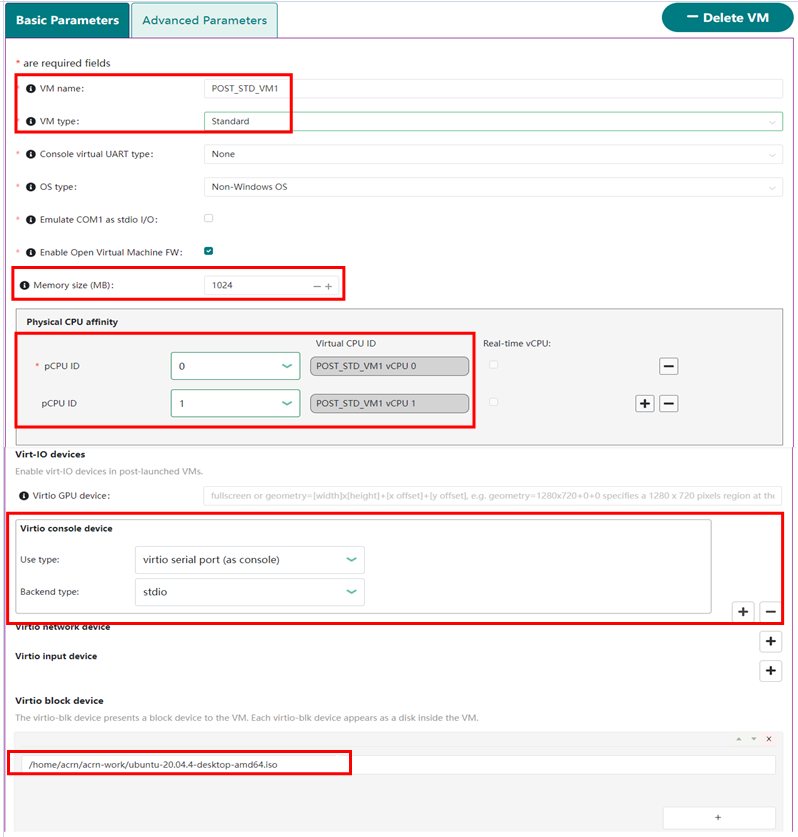 Basic Parameters
Advanced Parameters
Delete VM
* are required fields
* VM name: POST_STD_VM1
* VM type: Standard
* Console virtual UART type: None
* OS type: Non-Windows OS
* Emulate COM1 as stdio I/O:
* Enable Open Virtual Machine FW:
Memory size (MB): 1024
Physical CPU affinity
Virtual CPU ID Real-time vCPU:
* pCPU ID 0 POST_STD_VM1 vCPU 0
pCPU ID 1 POST_STD_VM1 vCPU 1
Virt-IO devices
Enable virt-IO devices in post-launched VMs.
Virtio GPU device: fullscreen or geometry=[width]x[height]+[x offset]+[y offset], e.g. geometry=1280x720+0+0 specifies a 1280 x 720 pixels region at the
Virtio console device
Use type: virtio serial port (as console)
Backend type: stdio
Virtio network device
Virtio input device
Virtio block device
The virtio-blk device presents a block device to the VM. Each virtio-blk device appears as a disk inside the VM.
/home/acrn/acrn-work/ubuntu-20.04.4-desktop-amd64.iso